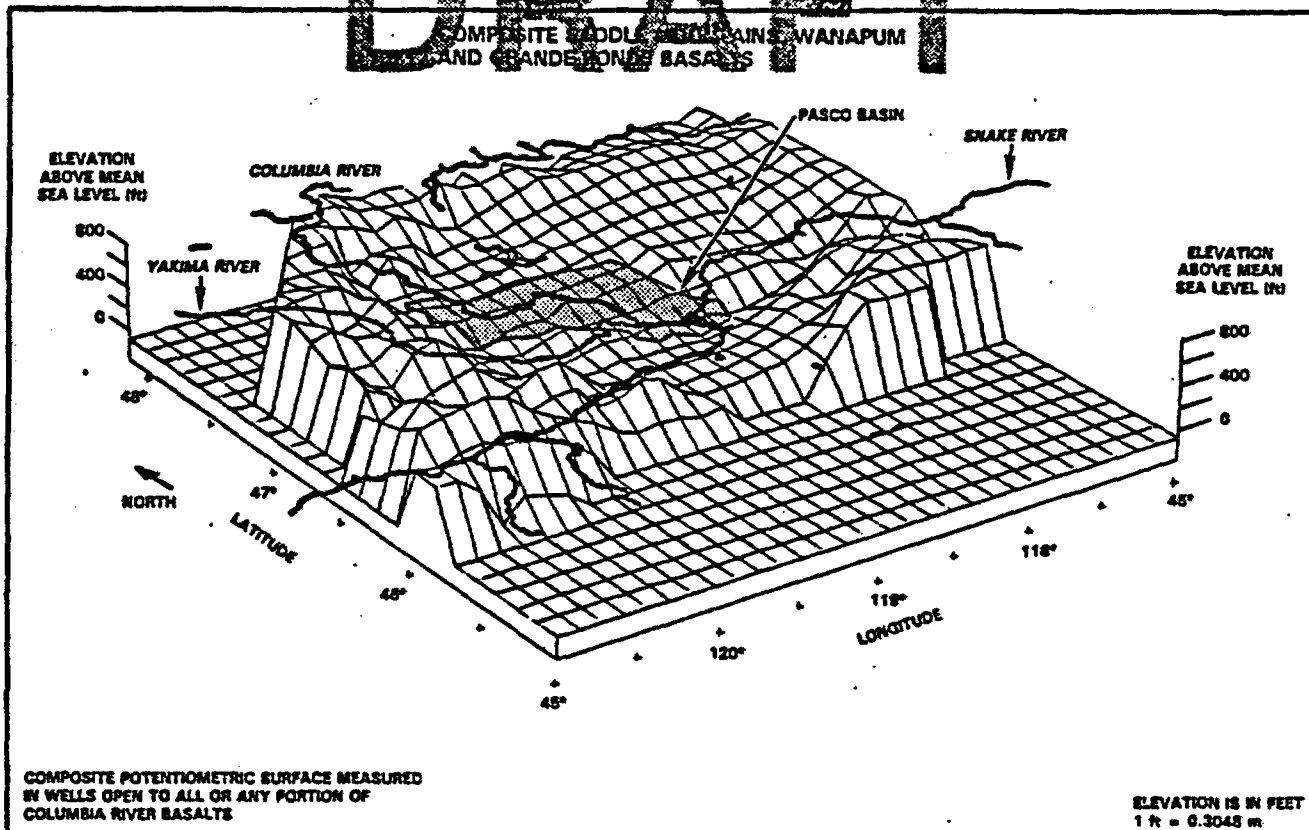 DRAFT
COMPOSITE SADDLE MOUNTAINS, WANAPUM
AND GRANDE RONDE BASALTS
PASCO BASIN
SNAKE RIVER
COLUMBIA RIVER
ELEVATION
ABOVE MEAN
SEA LEVEL (ft)
800
400
0
YAKIMA RIVER
ELEVATION
ABOVE MEAN
SEA LEVEL (ft)
800
400
0
48°
NORTH
47°
LATITUDE
46°
45°
120°
119°
LONGITUDE
118°
45°
COMPOSITE POTENTIOMETRIC SURFACE MEASURED
IN WELLS OPEN TO ALL OR ANY PORTION OF
COLUMBIA RIVER BASALTS
ELEVATION IS IN FEET
1 ft = 0.3048 m